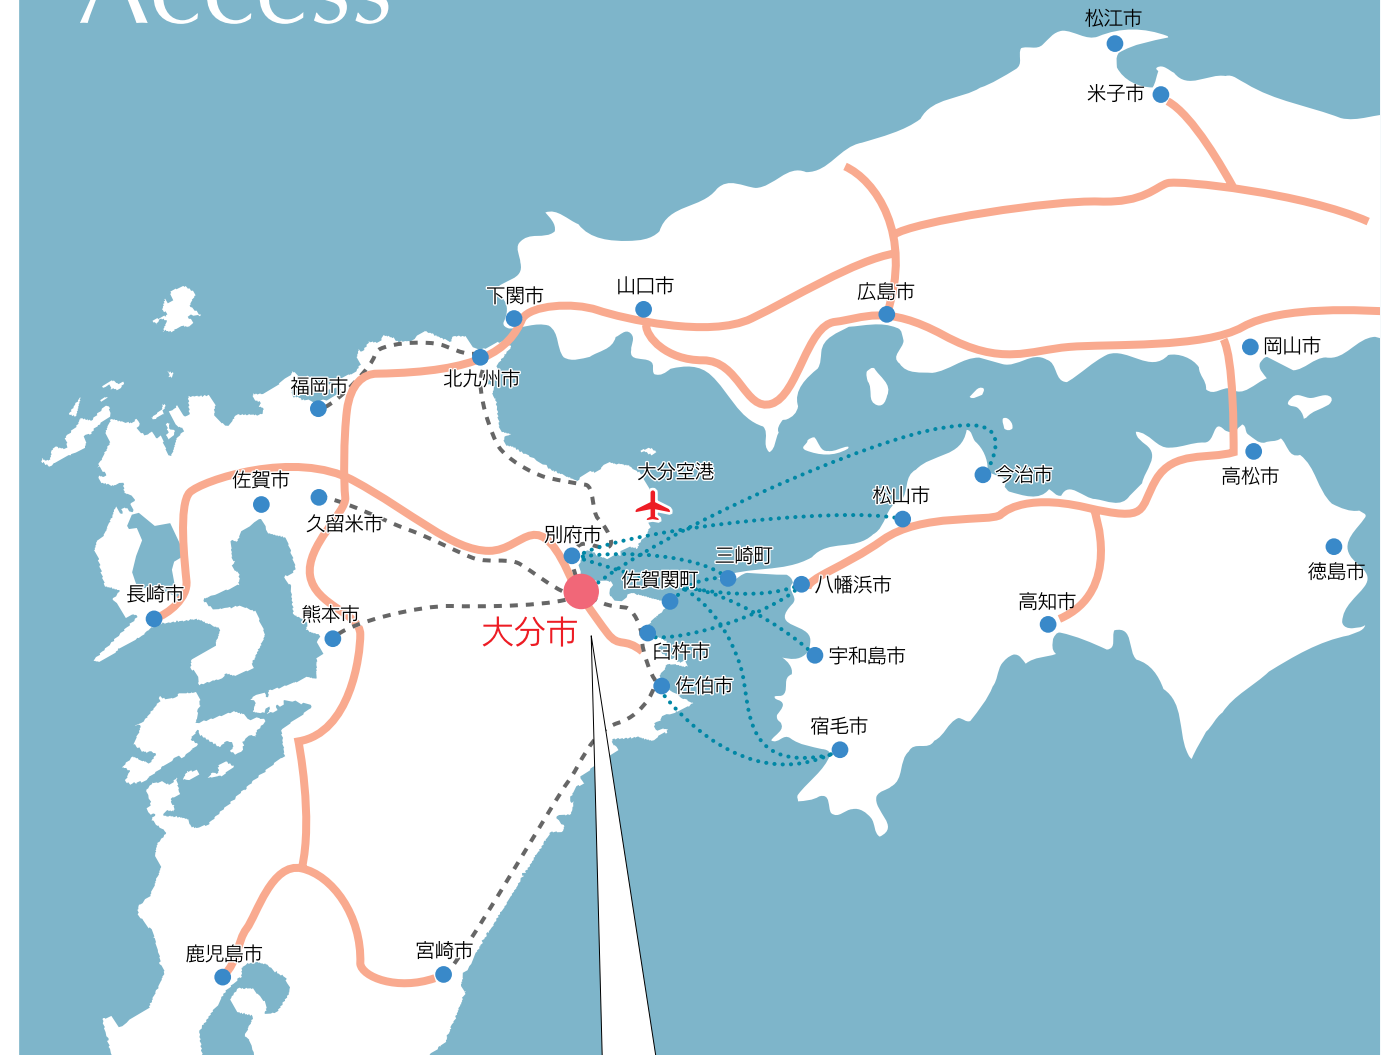 Access
松江市
米子市
下関市
山口市
広島市
岡山市
北九州市
福岡市
大分空港
今治市
高松市
佐賀市
松山市
久留米市
別府市
三崎町
徳島市
佐賀関町
八幡浜市
長崎市
高知市
熊本市
大分市
臼杵市
宇和島市
佐伯市
宿毛市
鹿児島市
宮崎市